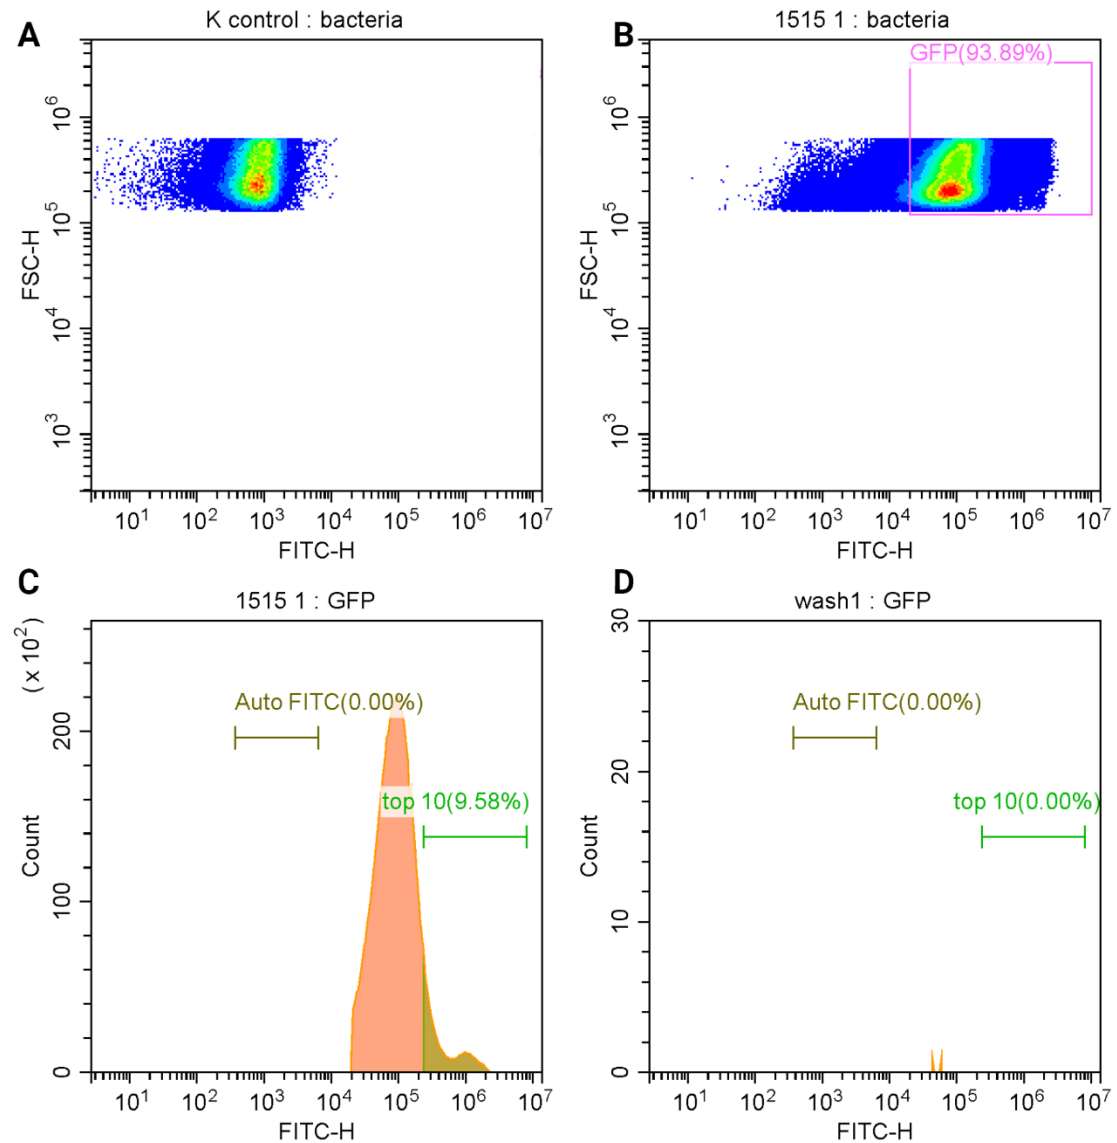 A
K control : bacteria
FSC-H
10^6
10^5
10^4
10^3
10^1 10^2 10^3 10^4 10^5 10^6 10^7
FITC-H
B
1515 1 : bacteria
GFP(93.89%)
FSC-H
10^6
10^5
10^4
10^3
10^1 10^2 10^3 10^4 10^5 10^6 10^7
FITC-H
C
1515 1 : GFP
(x 10^2)
Count
200
100
0
Auto FITC(0.00%)
top 10(9.58%)
10^1 10^2 10^3 10^4 10^5 10^6 10^7
FITC-H
D
wash1 : GFP
Count
30
20
10
0
Auto FITC(0.00%)
top 10(0.00%)
10^1 10^2 10^3 10^4 10^5 10^6 10^7
FITC-H